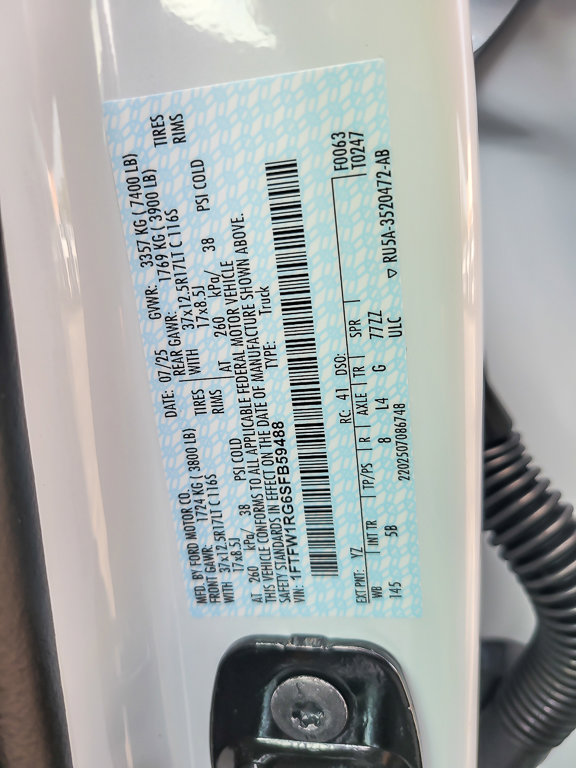 MFD. BY FORD MOTOR CO. DATE: 07/25 GVWR: 3357 KG ( 7400 LB)
FRONT GAWR: 1724 KG ( 3800 LB) REAR GAWR: 1769 KG ( 3900 LB)
WITH 37x12.5R17LT C 116S TIRES WITH 37x12.5R17LT C 116S TIRES
17x8.5J RIMS 17x8.5J RIMS
AT 260 kPa/ 38 PSI COLD AT 260 kPa/ 38 PSI COLD
THIS VEHICLE CONFORMS TO ALL APPLICABLE FEDERAL MOTOR VEHICLE
SAFETY STANDARDS IN EFFECT ON THE DATE OF MANUFACTURE SHOWN ABOVE.
VIN: 1FTFW1RG6SFB59488 TYPE: Truck
F0063
EXT PNT: YZ RC: 41 DSO: T0247
WB INT TR TP/PS R AXLE TR SPR
145 5B 8 L4 G 77ZZ
2202507086748 ULC ▽ RU5A-3520472-AB